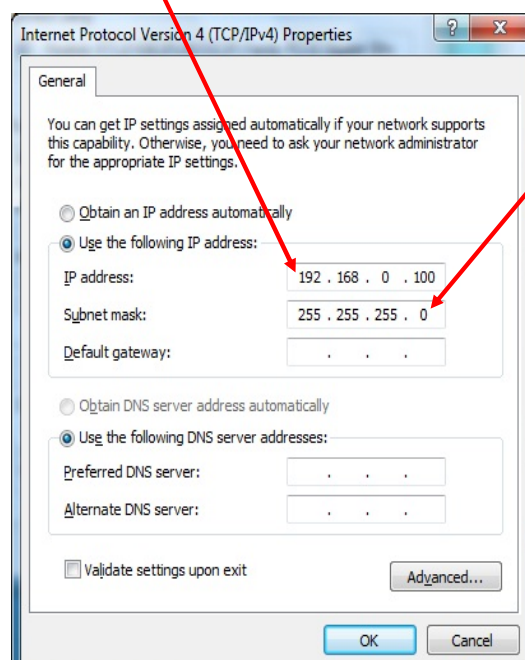 Internet Protocol Version 4 (TCP/IPv4) Properties
General
You can get IP settings assigned automatically if your network supports
this capability. Otherwise, you need to ask your network administrator
for the appropriate IP settings.
Obtain an IP address automatically
Use the following IP address:
IP address: 192 . 168 . 0 . 100
Subnet mask: 255 . 255 . 255 . 0
Default gateway: . . .
Obtain DNS server address automatically
Use the following DNS server addresses:
Preferred DNS server: . . .
Alternate DNS server: . . .
Validate settings upon exit
Advanced...
OK Cancel